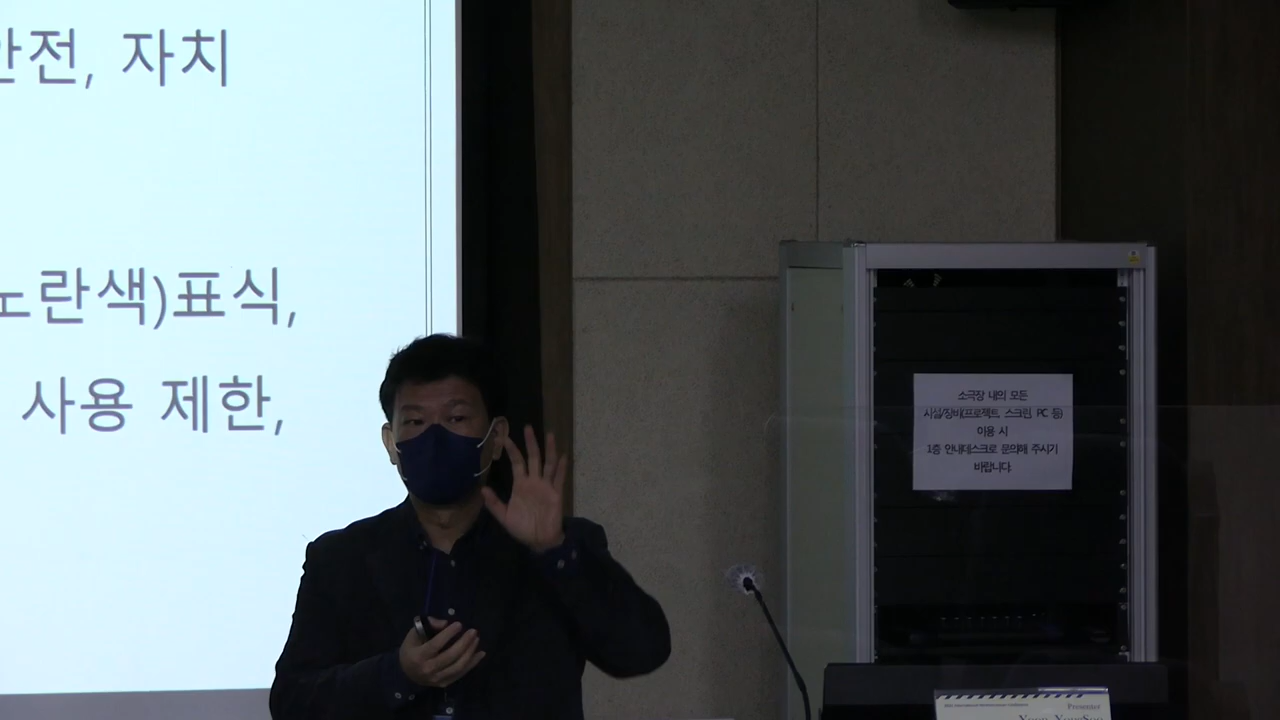 안전, 자치
노란색)표식,
사용 제한,
소극장 내의 모든
시설/장비(프로젝트, 스크린, PC 등)
이용 시
1층 안내데스크로 문의해 주시기
바랍니다.
Presenter